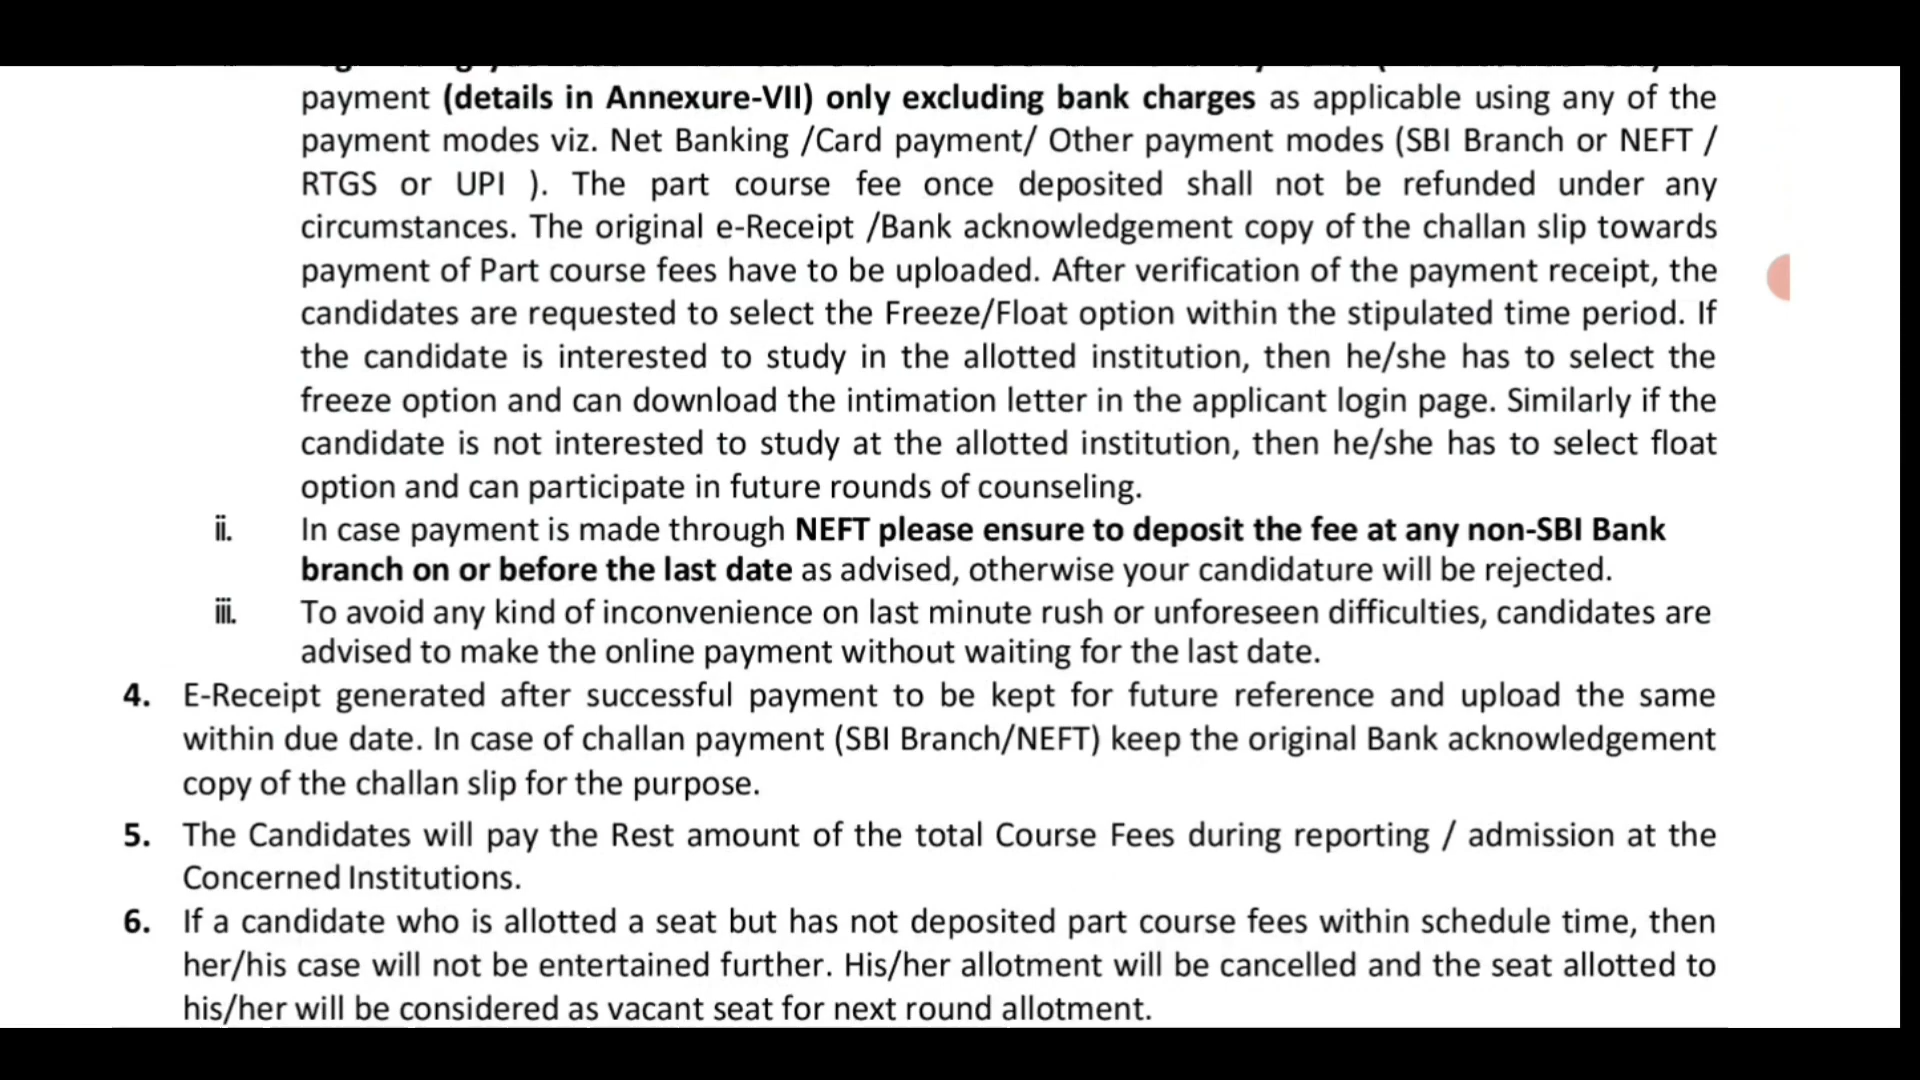 payment (details in Annexure-VII) only excluding bank charges as applicable using any of the
payment modes viz. Net Banking /Card payment/ Other payment modes (SBI Branch or NEFT /
RTGS or UPI ). The part course fee once deposited shall not be refunded under any
circumstances. The original e-Receipt /Bank acknowledgement copy of the challan slip towards
payment of Part course fees have to be uploaded. After verification of the payment receipt, the
candidates are requested to select the Freeze/Float option within the stipulated time period. If
the candidate is interested to study in the allotted institution, then he/she has to select the
freeze option and can download the intimation letter in the applicant login page. Similarly if the
candidate is not interested to study at the allotted institution, then he/she has to select float
option and can participate in future rounds of counseling.
ii. In case payment is made through NEFT please ensure to deposit the fee at any non-SBI Bank
branch on or before the last date as advised, otherwise your candidature will be rejected.
iii. To avoid any kind of inconvenience on last minute rush or unforeseen difficulties, candidates are
advised to make the online payment without waiting for the last date.
4. E-Receipt generated after successful payment to be kept for future reference and upload the same
within due date. In case of challan payment (SBI Branch/NEFT) keep the original Bank acknowledgement
copy of the challan slip for the purpose.
5. The Candidates will pay the Rest amount of the total Course Fees during reporting / admission at the
Concerned Institutions.
6. If a candidate who is allotted a seat but has not deposited part course fees within schedule time, then
her/his case will not be entertained further. His/her allotment will be cancelled and the seat allotted to
his/her will be considered as vacant seat for next round allotment.